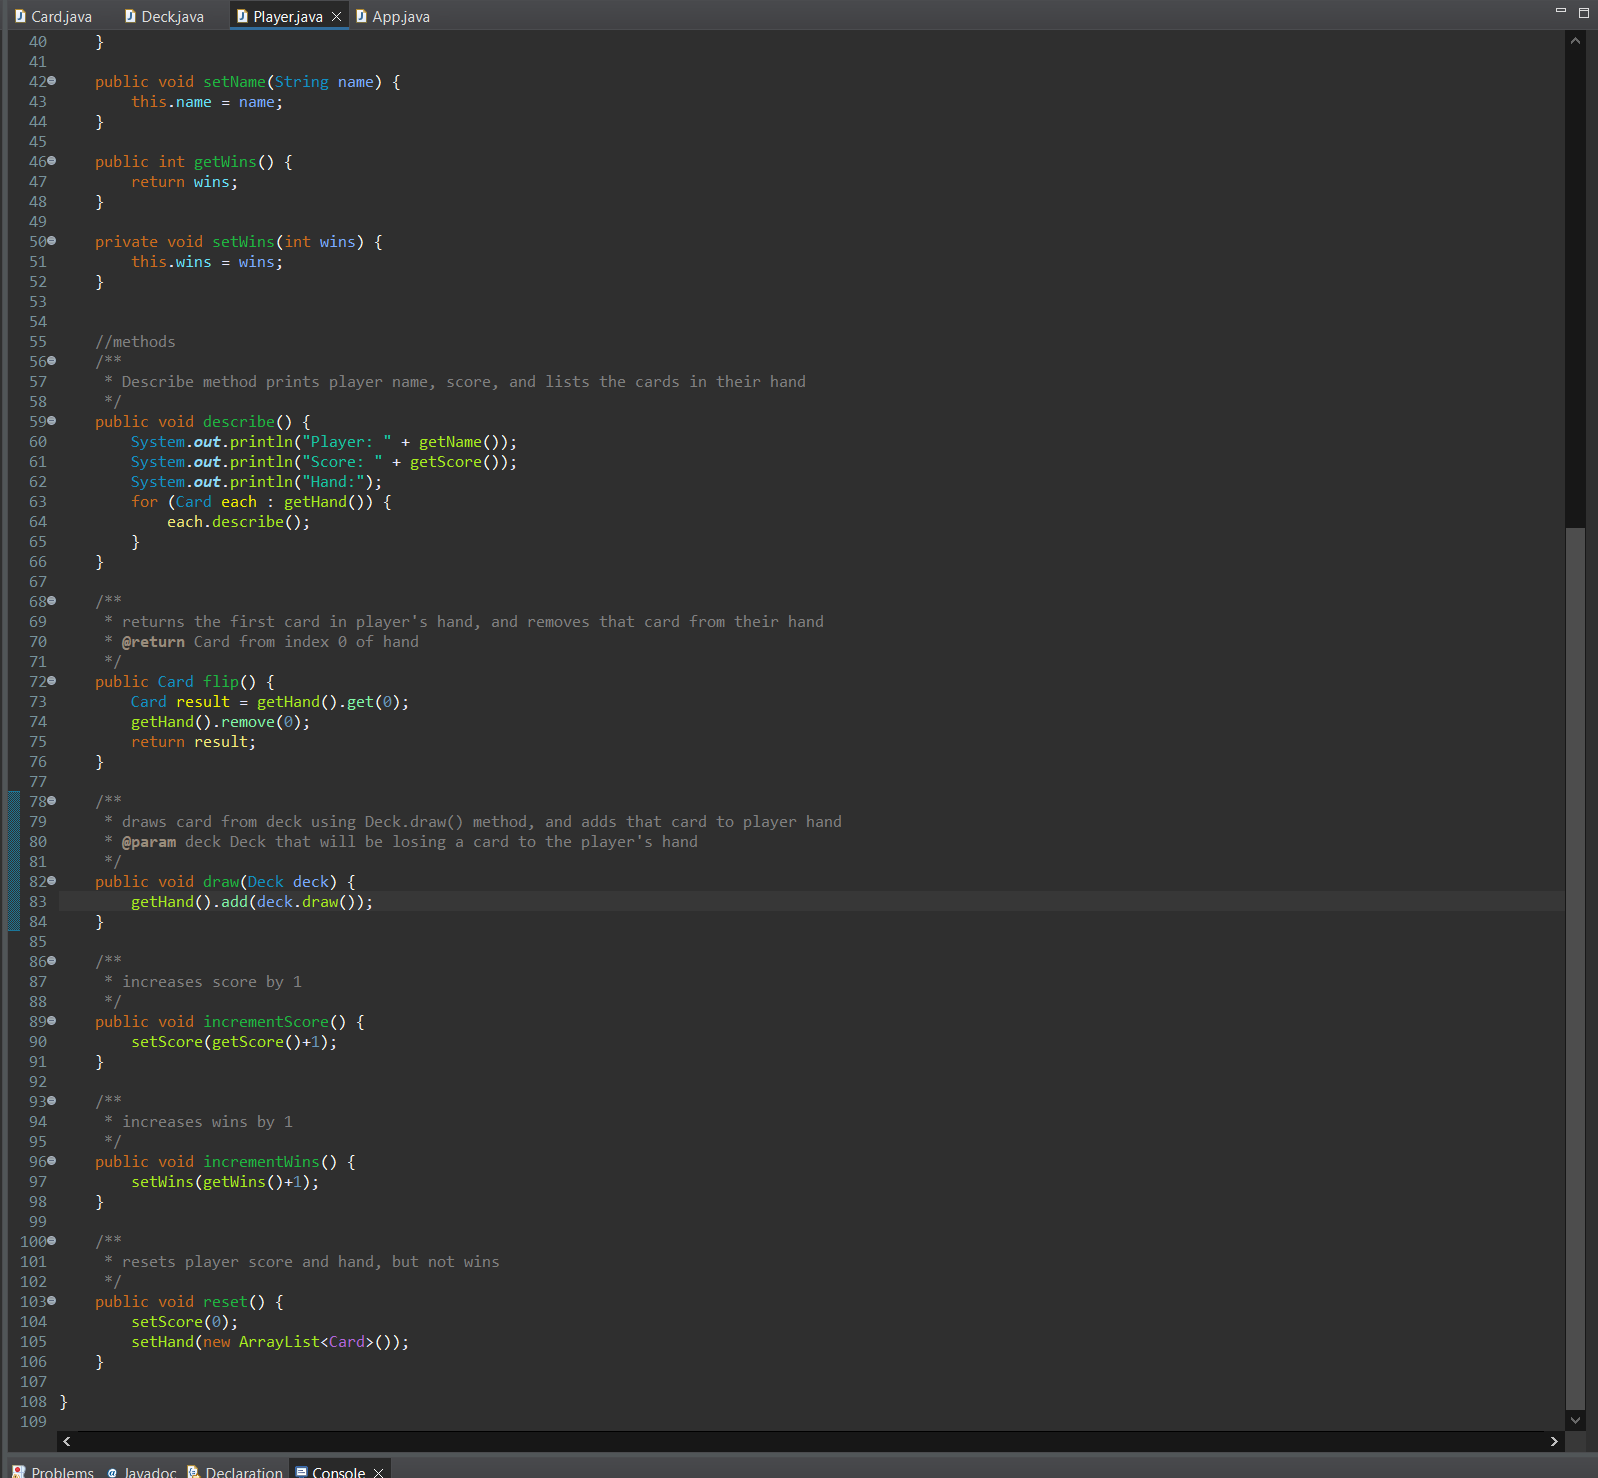 Card.java Deck.java Player.java App.java
40 }
41
42 public void setName(String name) {
43 this.name = name;
44 }
45
46 public int getWins() {
47 return wins;
48 }
49
50 private void setWins(int wins) {
51 this.wins = wins;
52 }
53
54
55 //methods
56 /**
57 * Describe method prints player name, score, and lists the cards in their hand
58 */
59 public void describe() {
60 System.out.println("Player: " + getName());
61 System.out.println("Score: " + getScore());
62 System.out.println("Hand:");
63 for (Card each : getHand()) {
64 each.describe();
65 }
66 }
67
68 /**
69 * returns the first card in player's hand, and removes that card from their hand
70 * @return Card from index 0 of hand
71 */
72 public Card flip() {
73 Card result = getHand().get(0);
74 getHand().remove(0);
75 return result;
76 }
77
78 /**
79 * draws card from deck using Deck.draw() method, and adds that card to player hand
80 * @param deck Deck that will be losing a card to the player's hand
81 */
82 public void draw(Deck deck) {
83 getHand().add(deck.draw());
84 }
85
86 /**
87 * increases score by 1
88 */
89 public void incrementScore() {
90 setScore(getScore()+1);
91 }
92
93 /**
94 * increases wins by 1
95 */
96 public void incrementWins() {
97 setWins(getWins()+1);
98 }
99
100 /**
101 * resets player score and hand, but not wins
102 */
103 public void reset() {
104 setScore(0);
105 setHand(new ArrayList<Card>());
106 }
107
108 }
109
Problems @ Javadoc Declaration Console